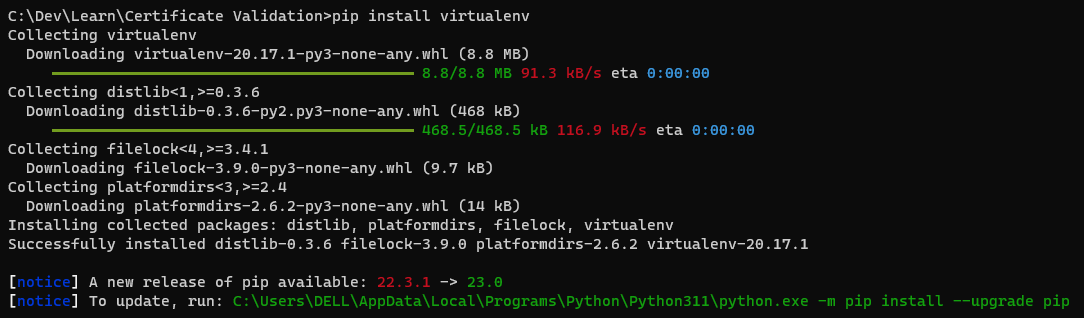 C:\Dev\Learn\Certificate Validation>pip install virtualenv
Collecting virtualenv
  Downloading virtualenv-20.17.1-py3-none-any.whl (8.8 MB)
     ━━━━━━━━━━━━━━━━━━━━━━━━━━━━━━━━━━━━━━━━ 8.8/8.8 MB 91.3 kB/s eta 0:00:00
Collecting distlib<1,>=0.3.6
  Downloading distlib-0.3.6-py2.py3-none-any.whl (468 kB)
     ━━━━━━━━━━━━━━━━━━━━━━━━━━━━━━━━━━━━━━━━ 468.5/468.5 kB 116.9 kB/s eta 0:00:00
Collecting filelock<4,>=3.4.1
  Downloading filelock-3.9.0-py3-none-any.whl (9.7 kB)
Collecting platformdirs<3,>=2.4
  Downloading platformdirs-2.6.2-py3-none-any.whl (14 kB)
Installing collected packages: distlib, platformdirs, filelock, virtualenv
Successfully installed distlib-0.3.6 filelock-3.9.0 platformdirs-2.6.2 virtualenv-20.17.1
[notice] A new release of pip available: 22.3.1 -> 23.0
[notice] To update, run: C:\Users\DELL\AppData\Local\Programs\Python\Python311\python.exe -m pip install --upgrade pip